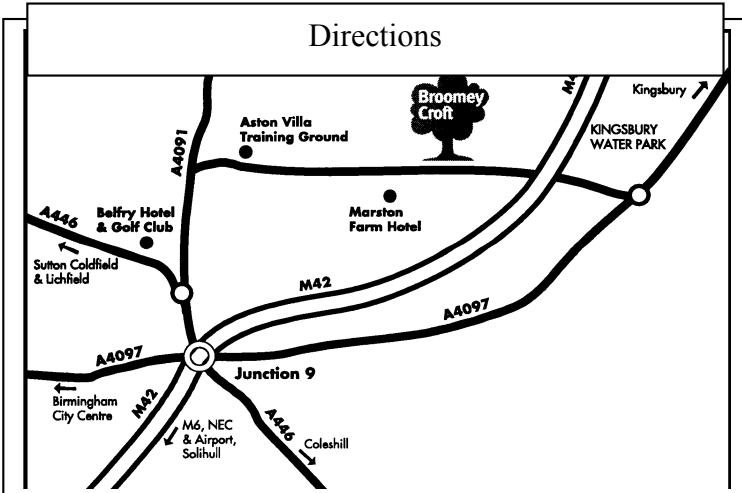 Directions
M4
Kingsbury
Broomey
Croft
Aston Villa
Training Ground
KINGSBURY
WATER PARK
A4091
A446
Belfry Hotel
& Golf Club
Marston
Farm Hotel
Sutton Coldfield
& Lichfield
M42
A4097
A4097
Junction 9
Birmingham
City Centre
M42
M6, NEC
& Airport,
Solihull
A446
Coleshill